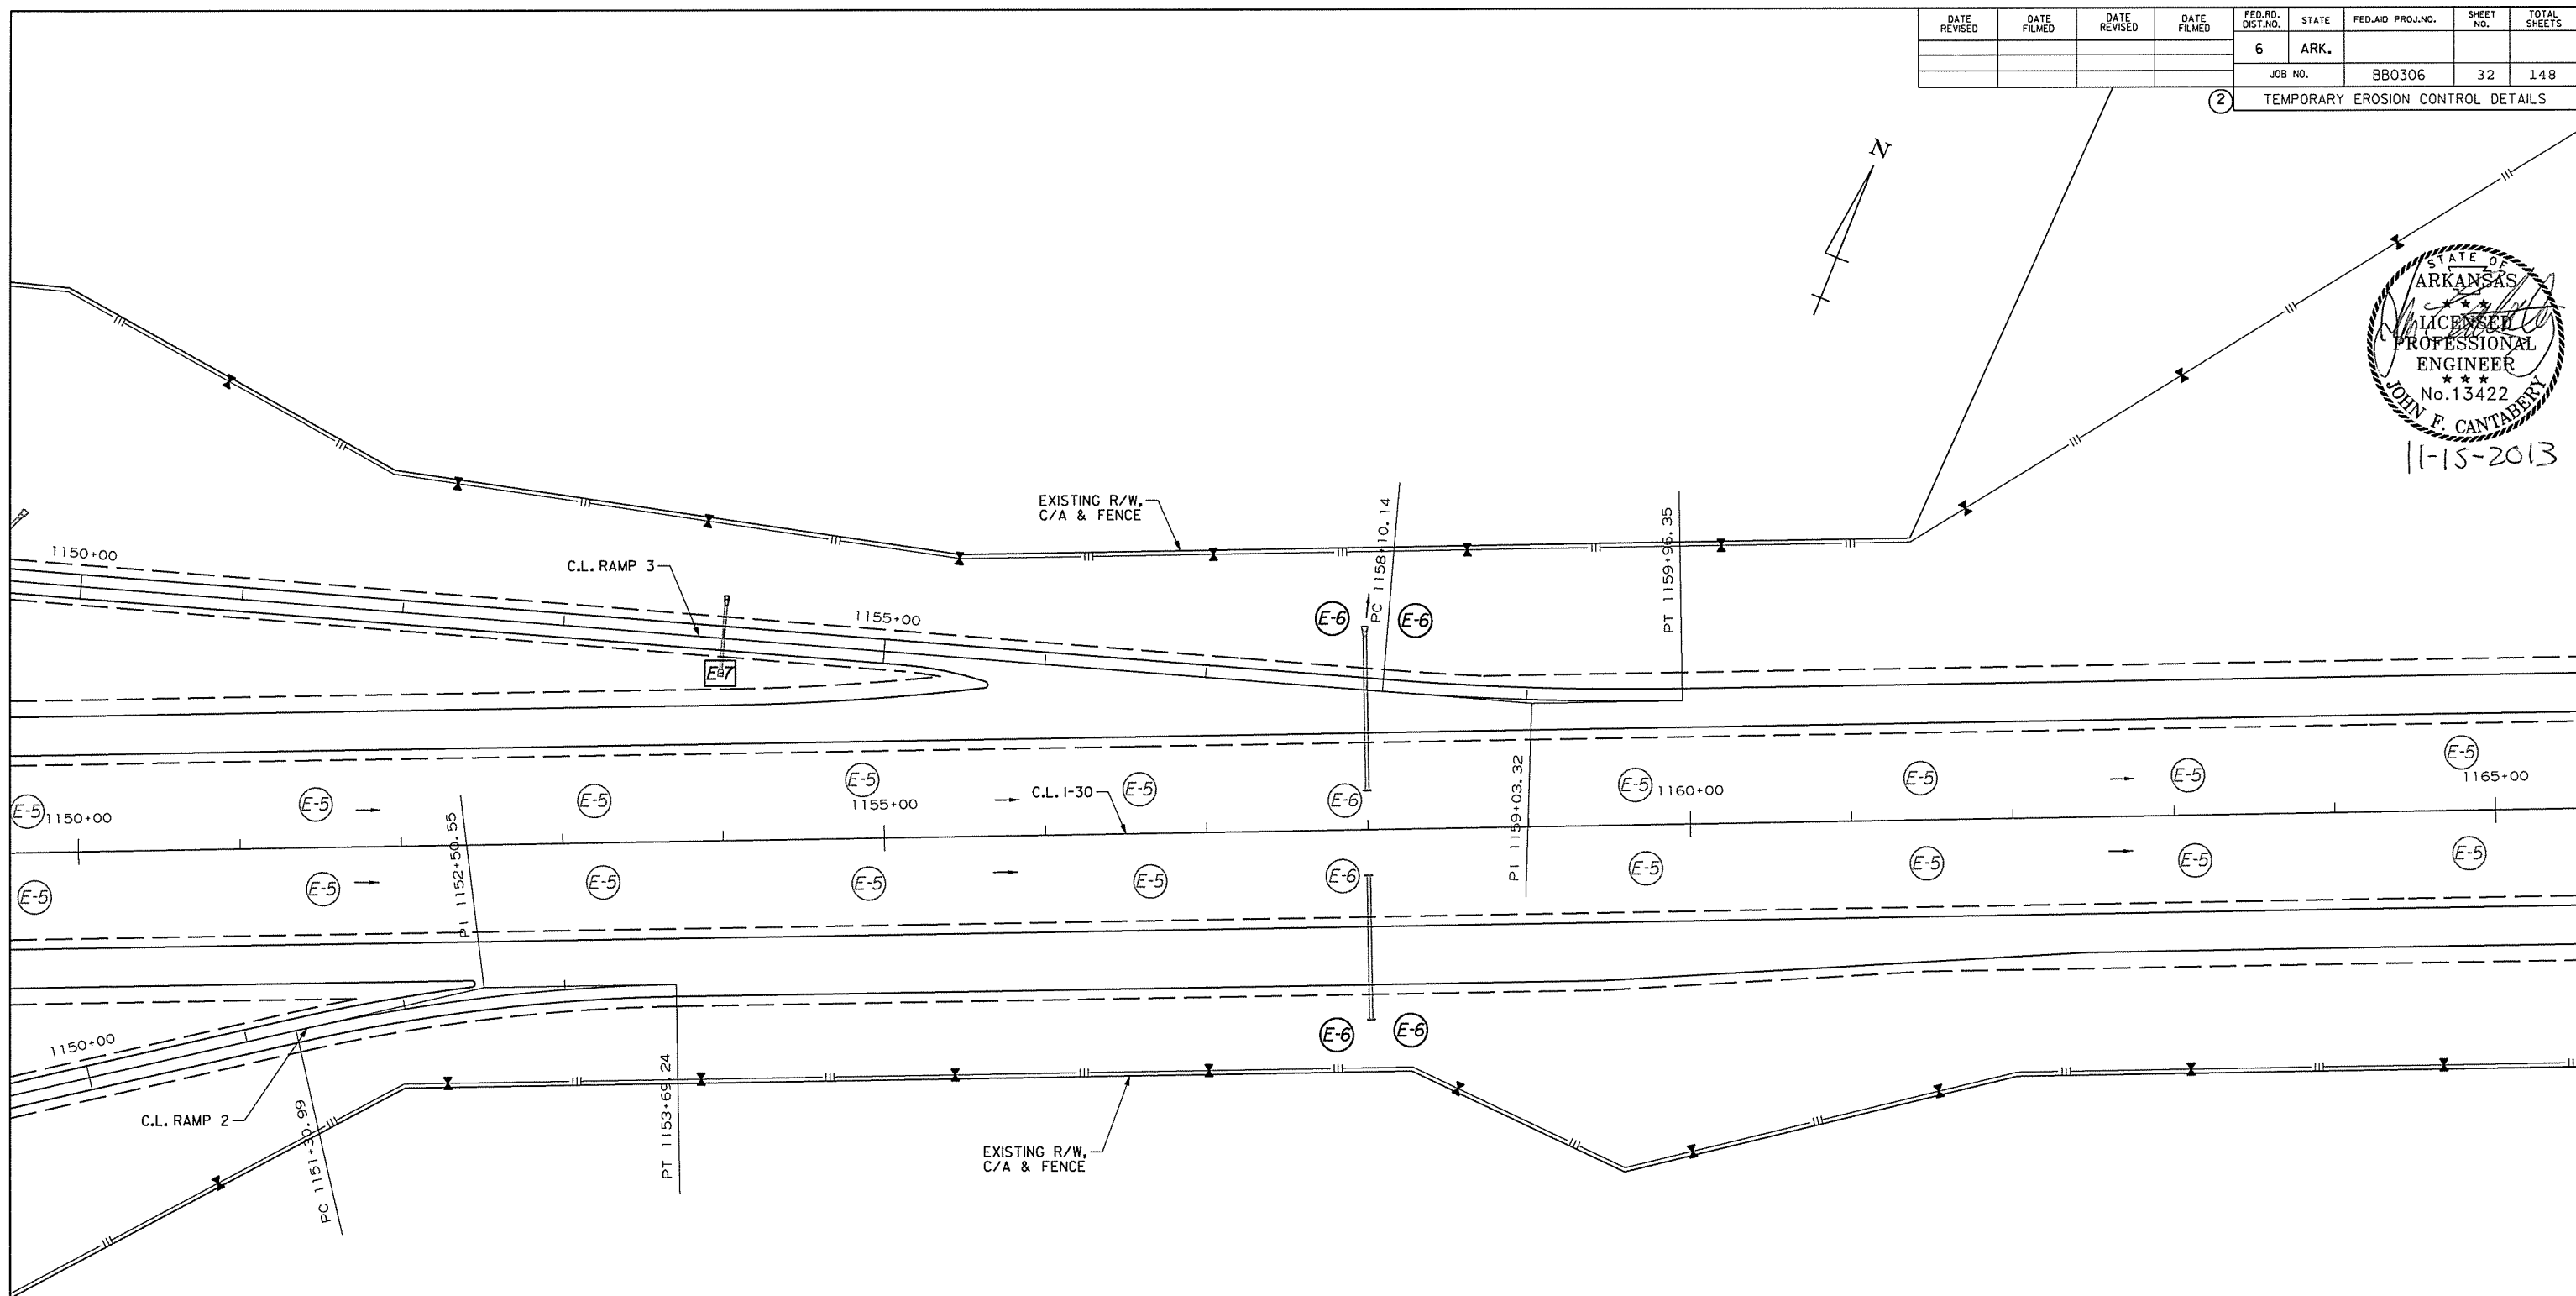 DATE REVISED
DATE FILMED
DATE REVISED
DATE FILMED
FED.RD. DIST.NO.
STATE
FED.AID PROJ.NO.
SHEET NO.
TOTAL SHEETS
6
ARK.
JOB NO.
BB0306
32
148
2
TEMPORARY EROSION CONTROL DETAILS
N
STATE OF
ARKANSAS
★ ★ ★
LICENSED
PROFESSIONAL
ENGINEER
★ ★ ★
No.13422
JOHN F. CANTABERY
11-15-2013
EXISTING R/W,
C/A & FENCE
PC 1158+10.14
PT 1159+96.35
1150+00
C.L. RAMP 3
1155+00
E-6
E-6
E-7
E-5
1150+00
E-5
E-5
E-5
1155+00
C.L. I-30
E-5
E-6
PI 1159+03.32
E-5
1160+00
E-5
E-5
E-5
1165+00
PI 1152+50.55
E-5
E-5
E-5
E-5
E-5
E-6
E-5
E-5
E-5
E-5
1150+00
E-6
E-6
C.L. RAMP 2
PC 1151+30.99
PT 1153+69.24
EXISTING R/W,
C/A & FENCE